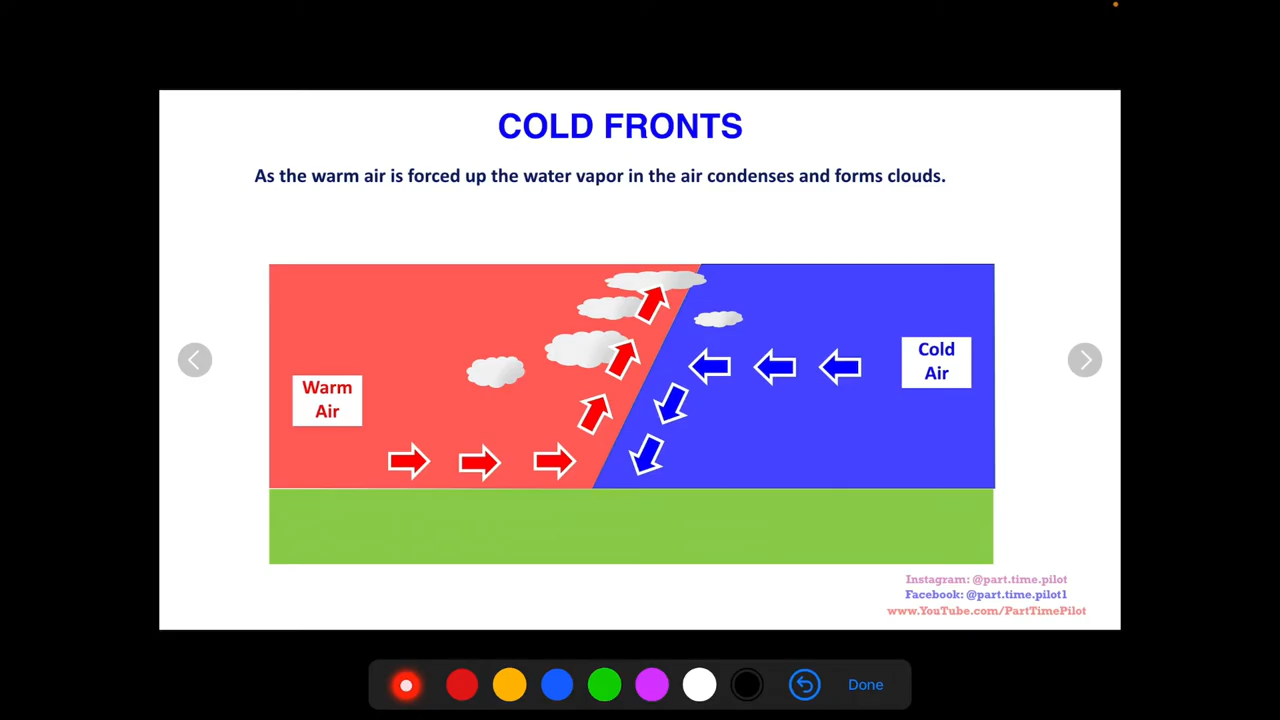 COLD FRONTS
As the warm air is forced up the water vapor in the air condenses and forms clouds.
Cold
Air
Warm
Air
Instagram: @part.time.pilot
Facebook: @part.time.pilot1
www.YouTube.com/PartTimePilot
Done